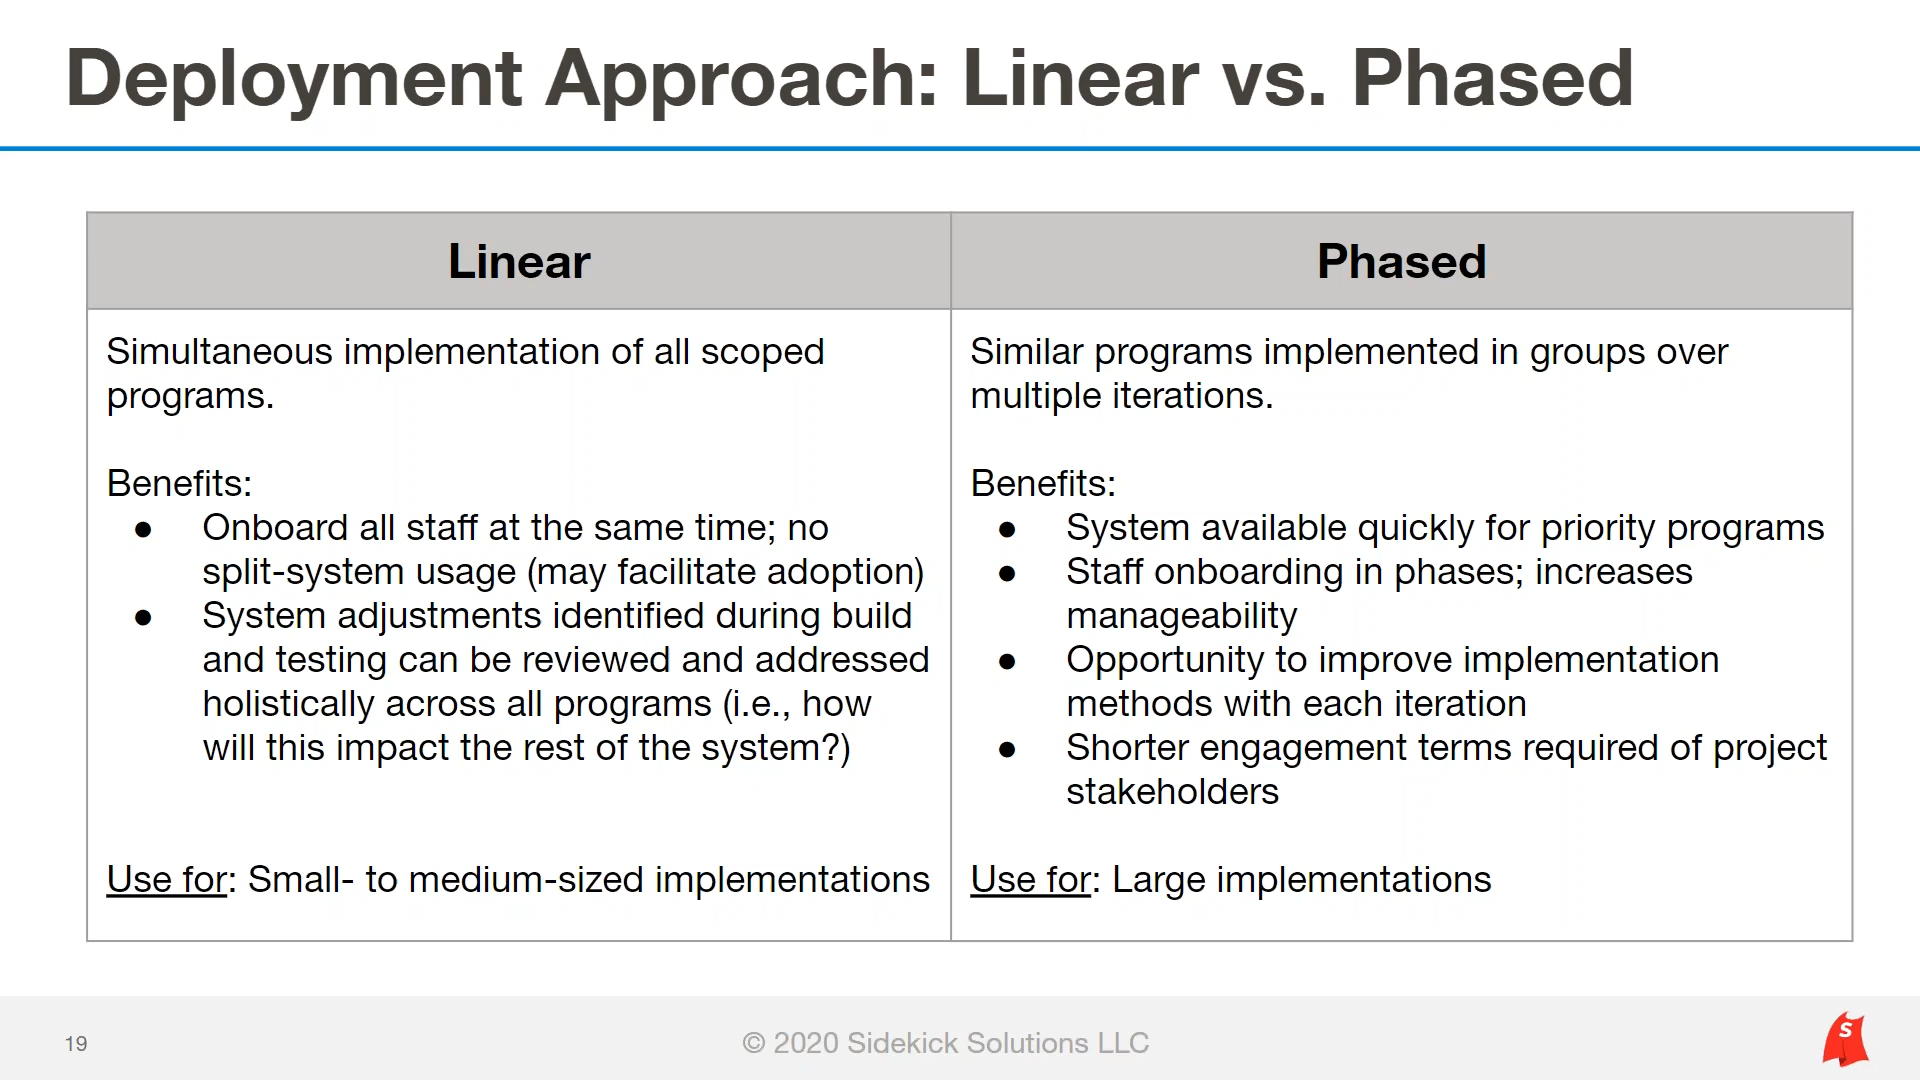 Deployment Approach: Linear vs. Phased
Linear
Simultaneous implementation of all scoped
programs.
Benefits:
● Onboard all staff at the same time; no
split-system usage (may facilitate adoption)
● System adjustments identified during build
and testing can be reviewed and addressed
holistically across all programs (i.e., how
will this impact the rest of the system?)
Use for: Small- to medium-sized implementations
Phased
Similar programs implemented in groups over
multiple iterations.
Benefits:
● System available quickly for priority programs
● Staff onboarding in phases; increases
manageability
● Opportunity to improve implementation
methods with each iteration
● Shorter engagement terms required of project
stakeholders
Use for: Large implementations
19
© 2020 Sidekick Solutions LLC
S